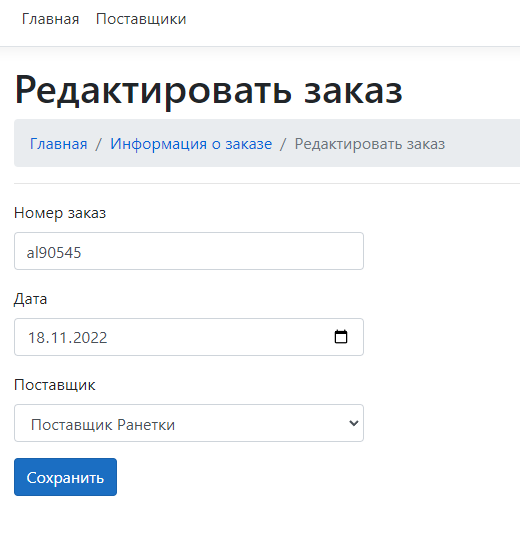 Главная Поставщики
Редактировать заказ
Главная / Информация о заказе / Редактировать заказ
Номер заказ
al90545
Дата
18.11.2022
Поставщик
Поставщик Ранетки
Сохранить